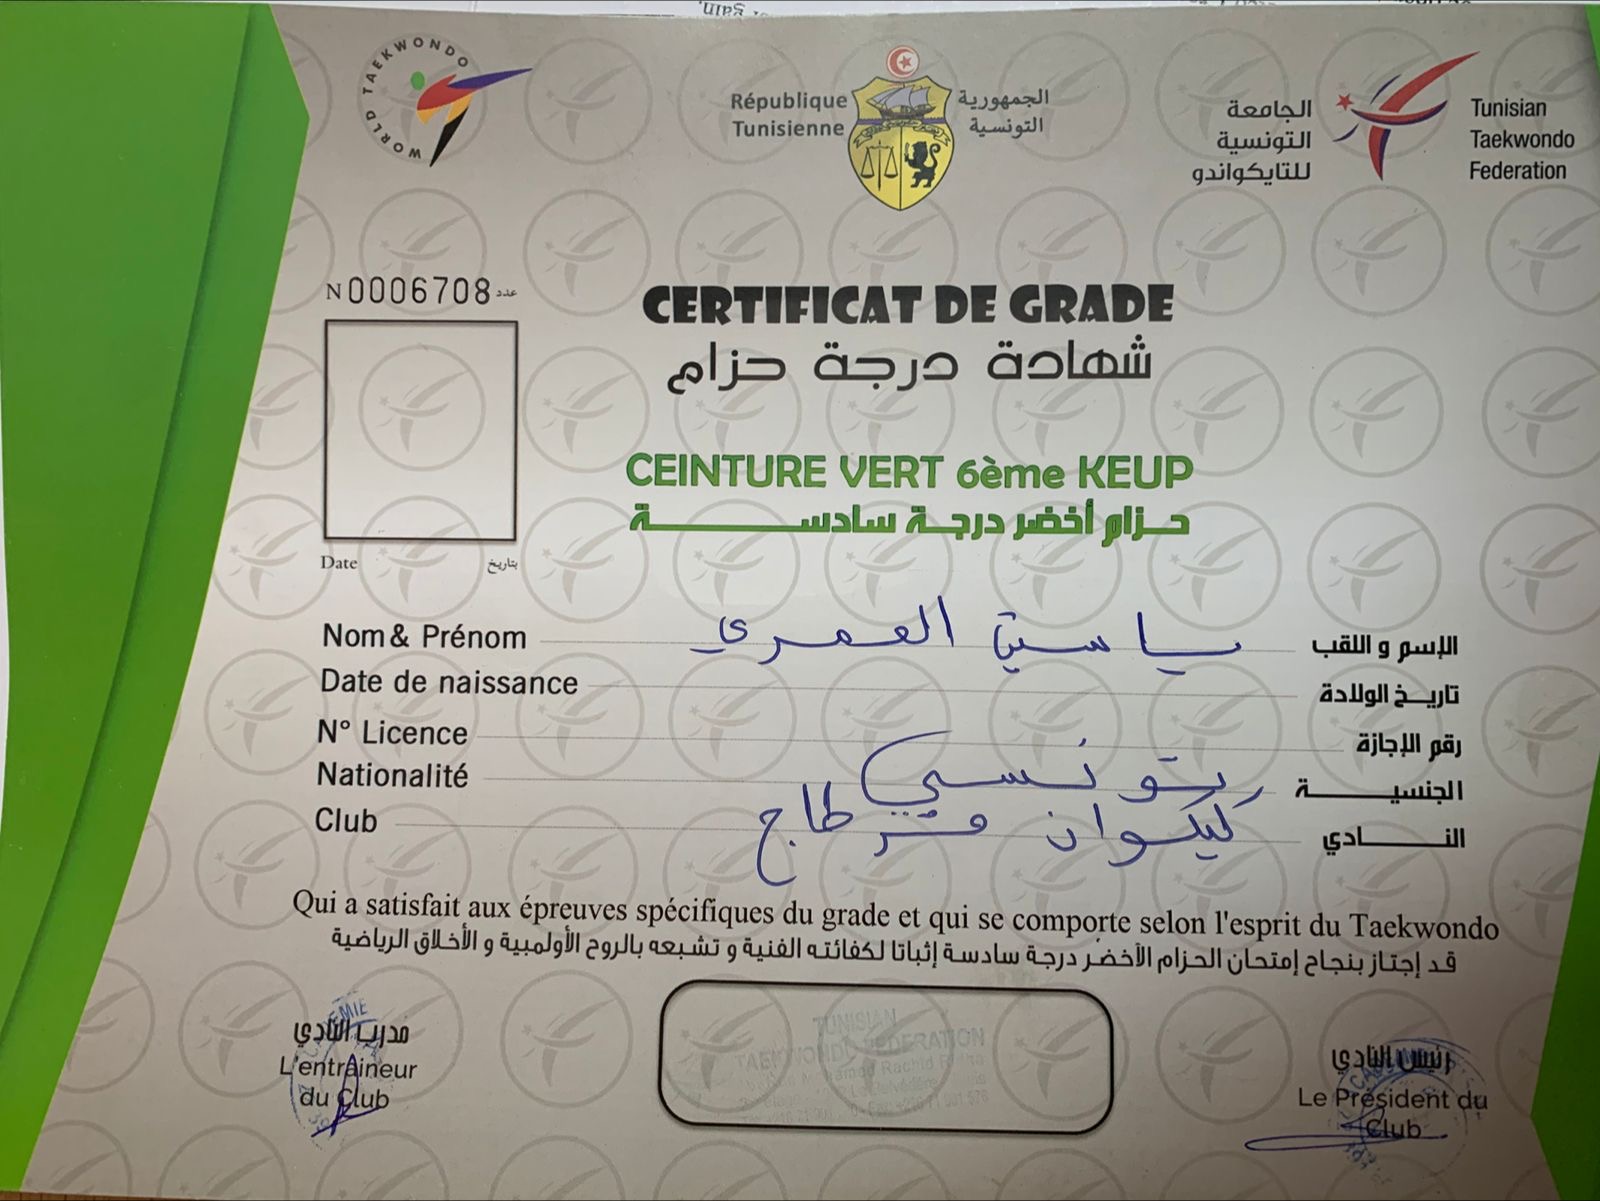 WORLD TAEKWONDO
République
Tunisienne
الجمهورية
التونسية
الجامعة
التونسية
للتايكواندو
Tunisian
Taekwondo
Federation
N 0006708 عدد
CERTIFICAT DE GRADE
شهادة درجة حزام
CEINTURE VERT 6ème KEUP
حزام أخضر درجة سادسة
Date بتاريخ
Nom & Prénom ياسين العمري الإسم و اللقب
Date de naissance تاريخ الولادة
N° Licence رقم الإجازة
Nationalité تونسي الجنسية
Club قرطاج النادي
Qui a satisfait aux épreuves spécifiques du grade et qui se comporte selon l'esprit du Taekwondo
قد إجتاز بنجاح إمتحان الحزام الأخضر درجة سادسة إثباتا لكفائته الفنية و تشبعه بالروح الأولمبية و الأخلاق الرياضية
مدرب النادي
L'entraineur
du Club
TUNISIAN
TAEKWONDO FEDERATION
رئيس النادي
Le Président du
Club